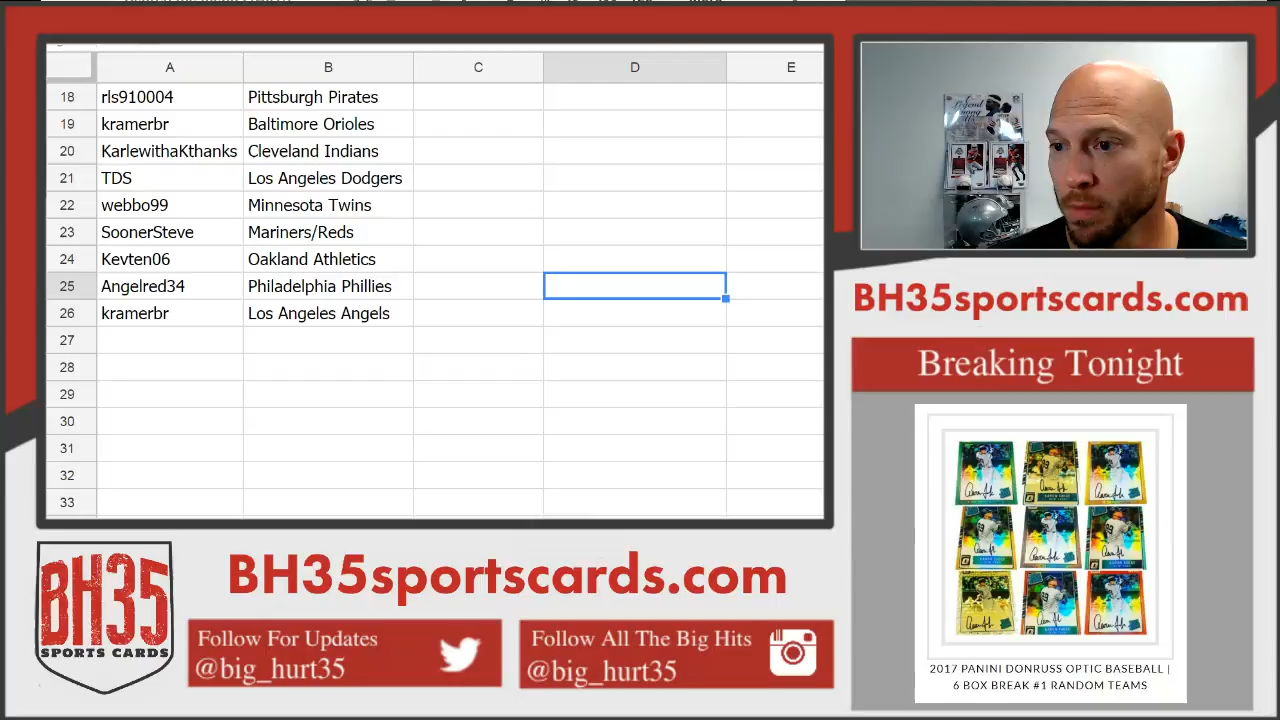 A B C D E
18 rls910004 Pittsburgh Pirates
19 kramerbr Baltimore Orioles
20 KarlewithaKthanks Cleveland Indians
21 TDS Los Angeles Dodgers
22 webbo99 Minnesota Twins
23 SoonerSteve Mariners/Reds
24 Kevten06 Oakland Athletics
25 Angelred34 Philadelphia Phillies
26 kramerbr Los Angeles Angels
27
28
29
30
31
32
33
BH35sportscards.com
Breaking Tonight
2017 PANINI DONRUSS OPTIC BASEBALL |
6 BOX BREAK #1 RANDOM TEAMS
BH35
SPORTS CARDS
BH35sportscards.com
Follow For Updates
@big_hurt35
Follow All The Big Hits
@big_hurt35